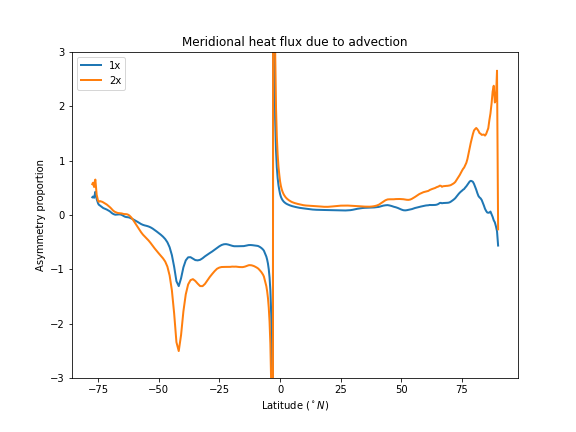 Meridional heat flux due to advection
1x
2x
Asymmetry proportion
3
2
1
0
−1
−2
−3
−75
−50
−25
0
25
50
75
Latitude (°N)